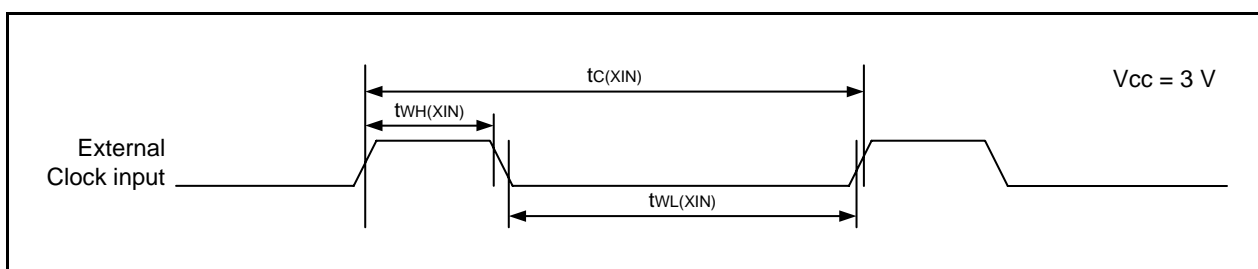 tC(XIN)
Vcc = 3 V
tWH(XIN)
External
Clock input
tWL(XIN)